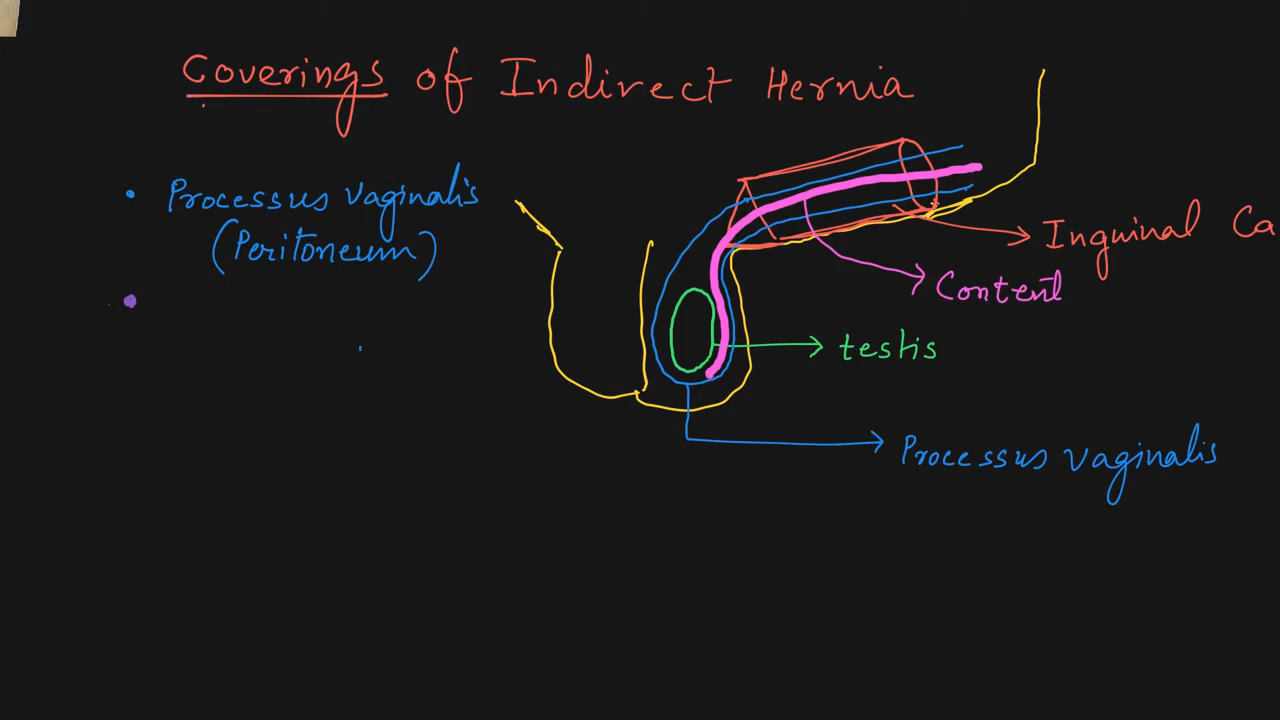 Coverings of Indirect Hernia
• Processus vaginalis
(Peritoneum)
•
Inguinal Ca
Content
testis
Processus vaginalis